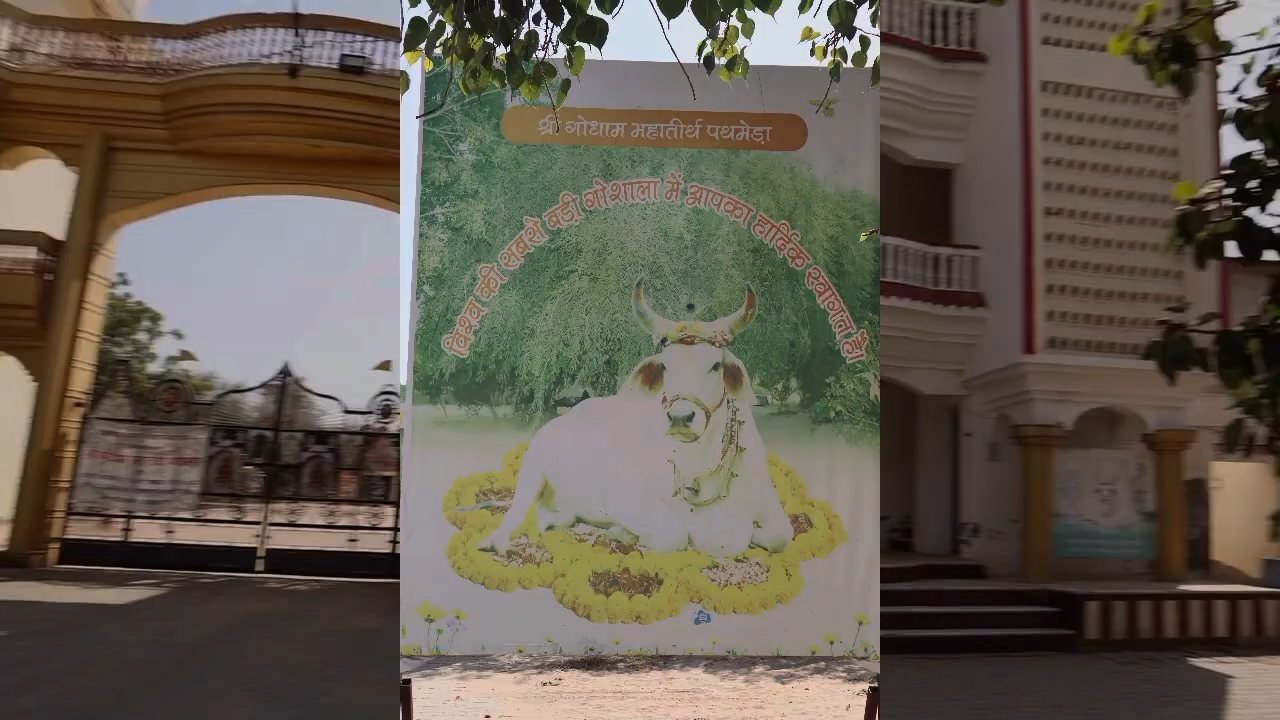 श्री गोधाम महातीर्थ पथमेड़ा
विश्व की सबसे बडी गोशाला में आपका हार्दिक स्वागत हैं।